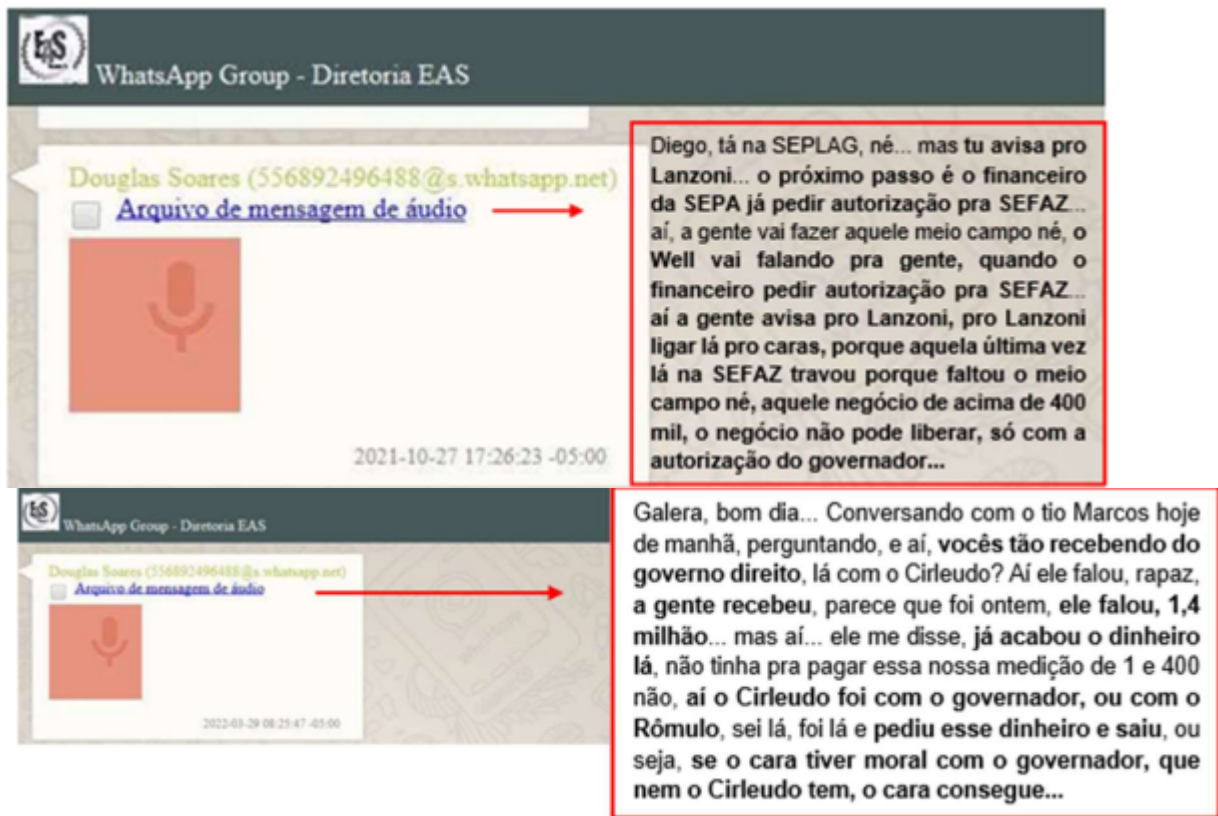 EAS
WhatsApp Group - Diretoria EAS
Douglas Soares (556892496488@s.whatsapp.net)
Arquivo de mensagem de áudio
2021-10-27 17:26:23 -05:00
Diego, tá na SEPLAG, né... mas tu avisa pro
Lanzoni... o próximo passo é o financeiro
da SEPA já pedir autorização pra SEFAZ...
aí, a gente vai fazer aquele meio campo né, o
Well vai falando pra gente, quando o
financeiro pedir autorização pra SEFAZ...
aí a gente avisa pro Lanzoni, pro Lanzoni
ligar lá pro caras, porque aquela última vez
lá na SEFAZ travou porque faltou o meio
campo né, aquele negócio de acima de 400
mil, o negócio não pode liberar, só com a
autorização do governador...
EAS
WhatsApp Group - Diretoria EAS
Douglas Soares (556892496488@s.whatsapp.net)
Arquivo de mensagem de áudio
2022-03-29 08:25:47 -05:00
Galera, bom dia... Conversando com o tio Marcos hoje
de manhã, perguntando, e aí, vocês tão recebendo do
governo direito, lá com o Cirleudo? Aí ele falou, rapaz,
a gente recebeu, parece que foi ontem, ele falou, 1,4
milhão... mas aí... ele me disse, já acabou o dinheiro
lá, não tinha pra pagar essa nossa medição de 1 e 400
não, aí o Cirleudo foi com o governador, ou com o
Rômulo, sei lá, foi lá e pediu esse dinheiro e saiu, ou
seja, se o cara tiver moral com o governador, que
nem o Cirleudo tem, o cara consegue...